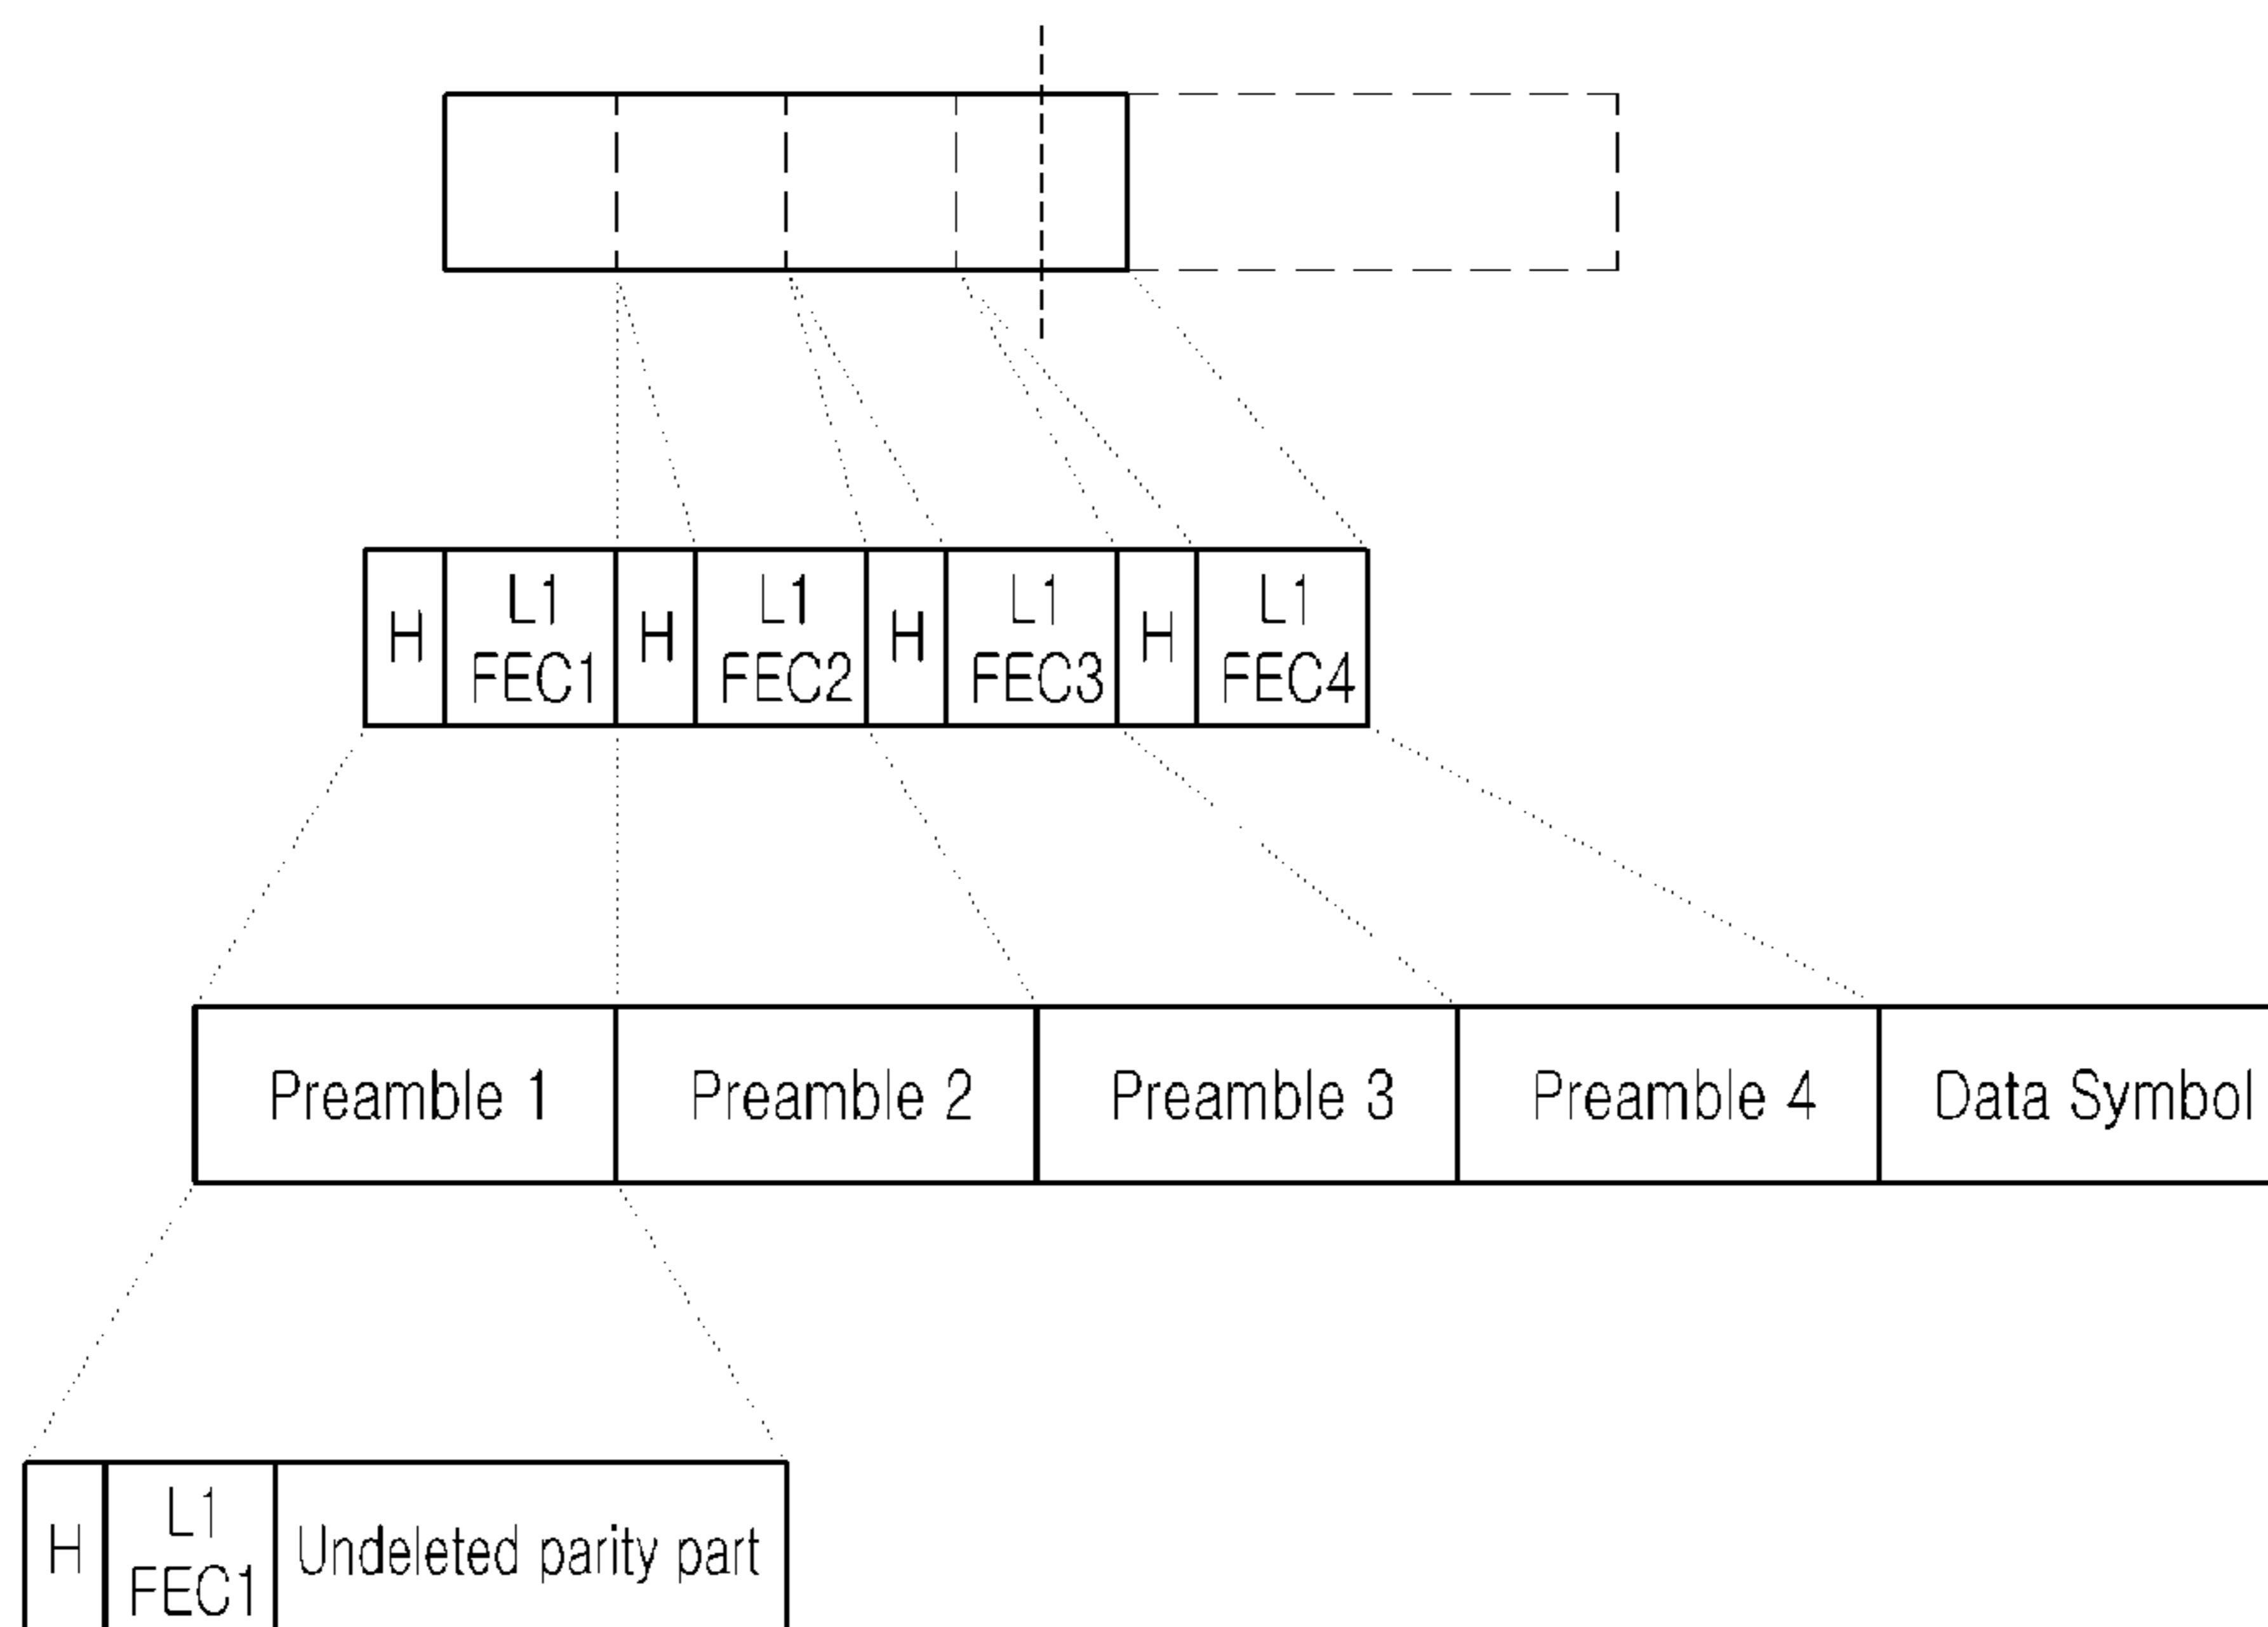 H
L1
FEC1
H
L1
FEC2
H
L1
FEC3
H
L1
FEC4
Preamble 1
Preamble 2
Preamble 3
Preamble 4
Data Symbol
H
L1
FEC1
Undeleted parity part